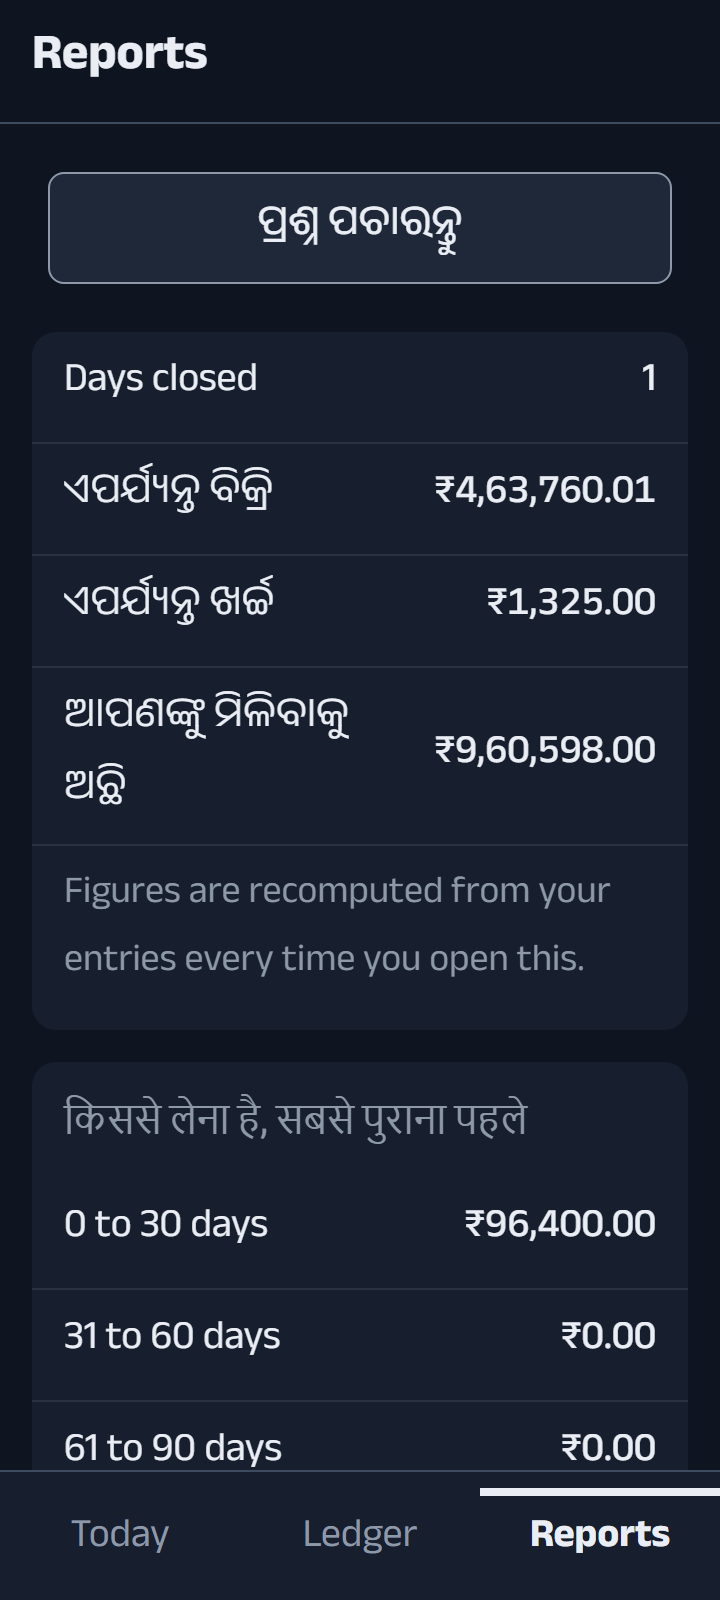 Reports
ପ୍ରଶ୍ନ ପଚାରନ୍ତୁ
Days closed 1
ଏପର୍ଯ୍ୟନ୍ତ ବିକ୍ରି ₹4,63,760.01
ଏପର୍ଯ୍ୟନ୍ତ ଖର୍ଚ୍ଚ ₹1,325.00
ଆପଣଙ୍କୁ ମିଳିବାକୁ
ଅଛି ₹9,60,598.00
Figures are recomputed from your
entries every time you open this.
किससे लेना है, सबसे पुराना पहले
0 to 30 days ₹96,400.00
31 to 60 days ₹0.00
61 to 90 days ₹0.00
Today Ledger Reports